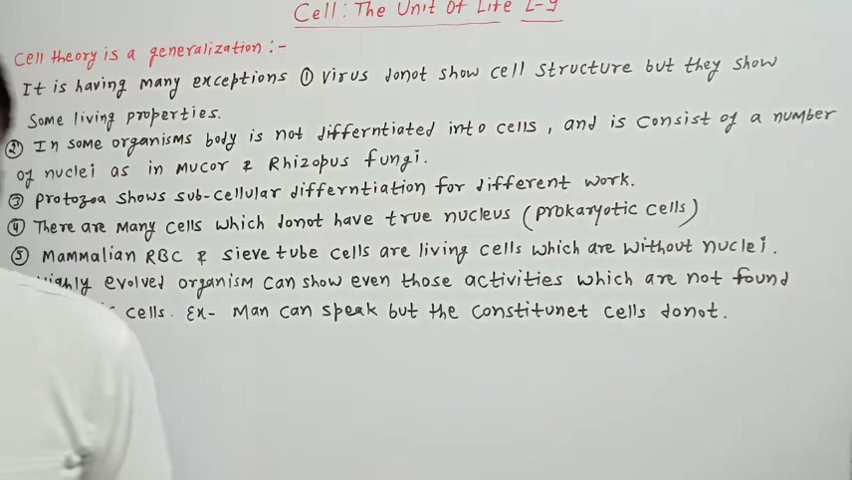 Cell: The Unit Of Life L-9
Cell theory is a generalization :-
It is having many exceptions ① Virus donot show cell structure but they show
Some living properties.
② In some organisms body is not differntiated into cells, and is consist of a number
of nuclei as in mucor & Rhizopus fungi.
③ Protozoa shows sub-cellular differntiation for different work.
④ There are many cells which donot have true nucleus (Prokaryotic cells)
⑤ Mammalian RBC & sieve tube cells are living cells which are without nuclei.
Highly evolved organism can show even those activities which are not found
cells. Ex- Man can speak but the constitunet cells donot.